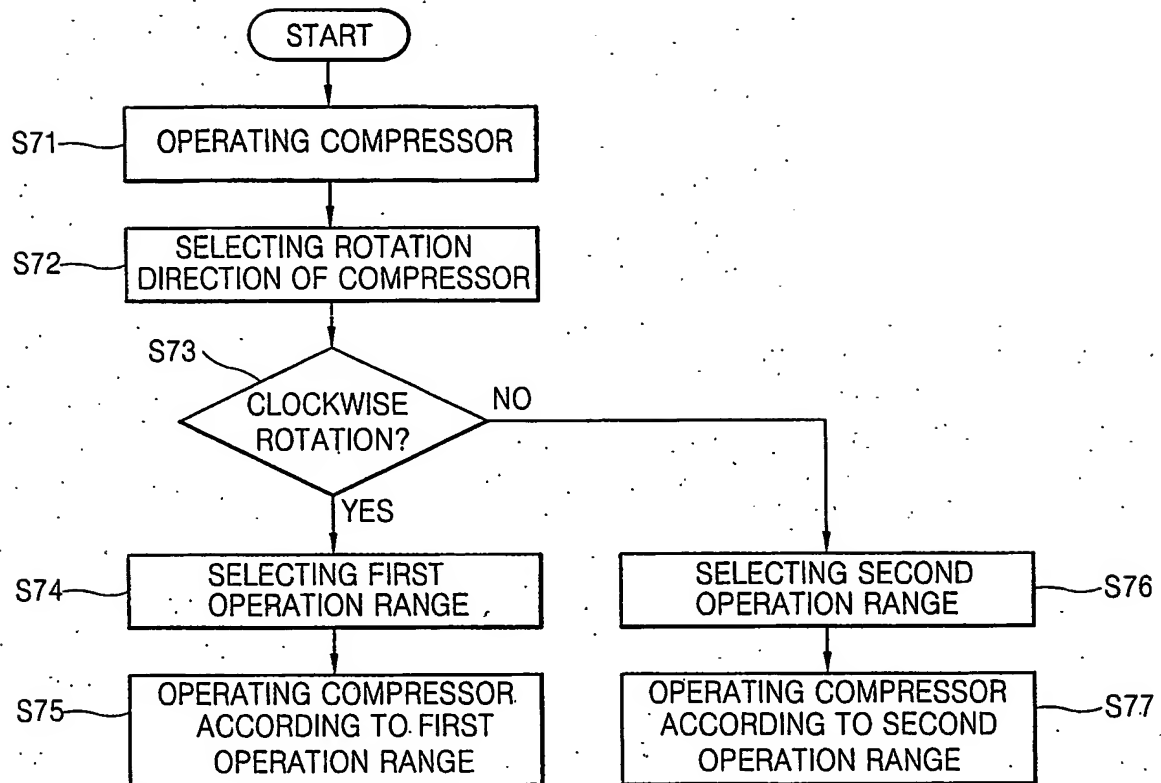 START
S71
OPERATING COMPRESSOR
S72
SELECTING ROTATION
DIRECTION OF COMPRESSOR
S73
CLOCKWISE
ROTATION?
NO
YES
S74
SELECTING FIRST
OPERATION RANGE
SELECTING SECOND
OPERATION RANGE
S76
S75
OPERATING COMPRESSOR
ACCORDING TO FIRST
OPERATION RANGE
OPERATING COMPRESSOR
ACCORDING TO SECOND
OPERATION RANGE
S77